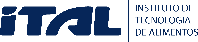 ITAL
INSTITUTO DE
TECNOLOGIA
DE ALIMENTOS